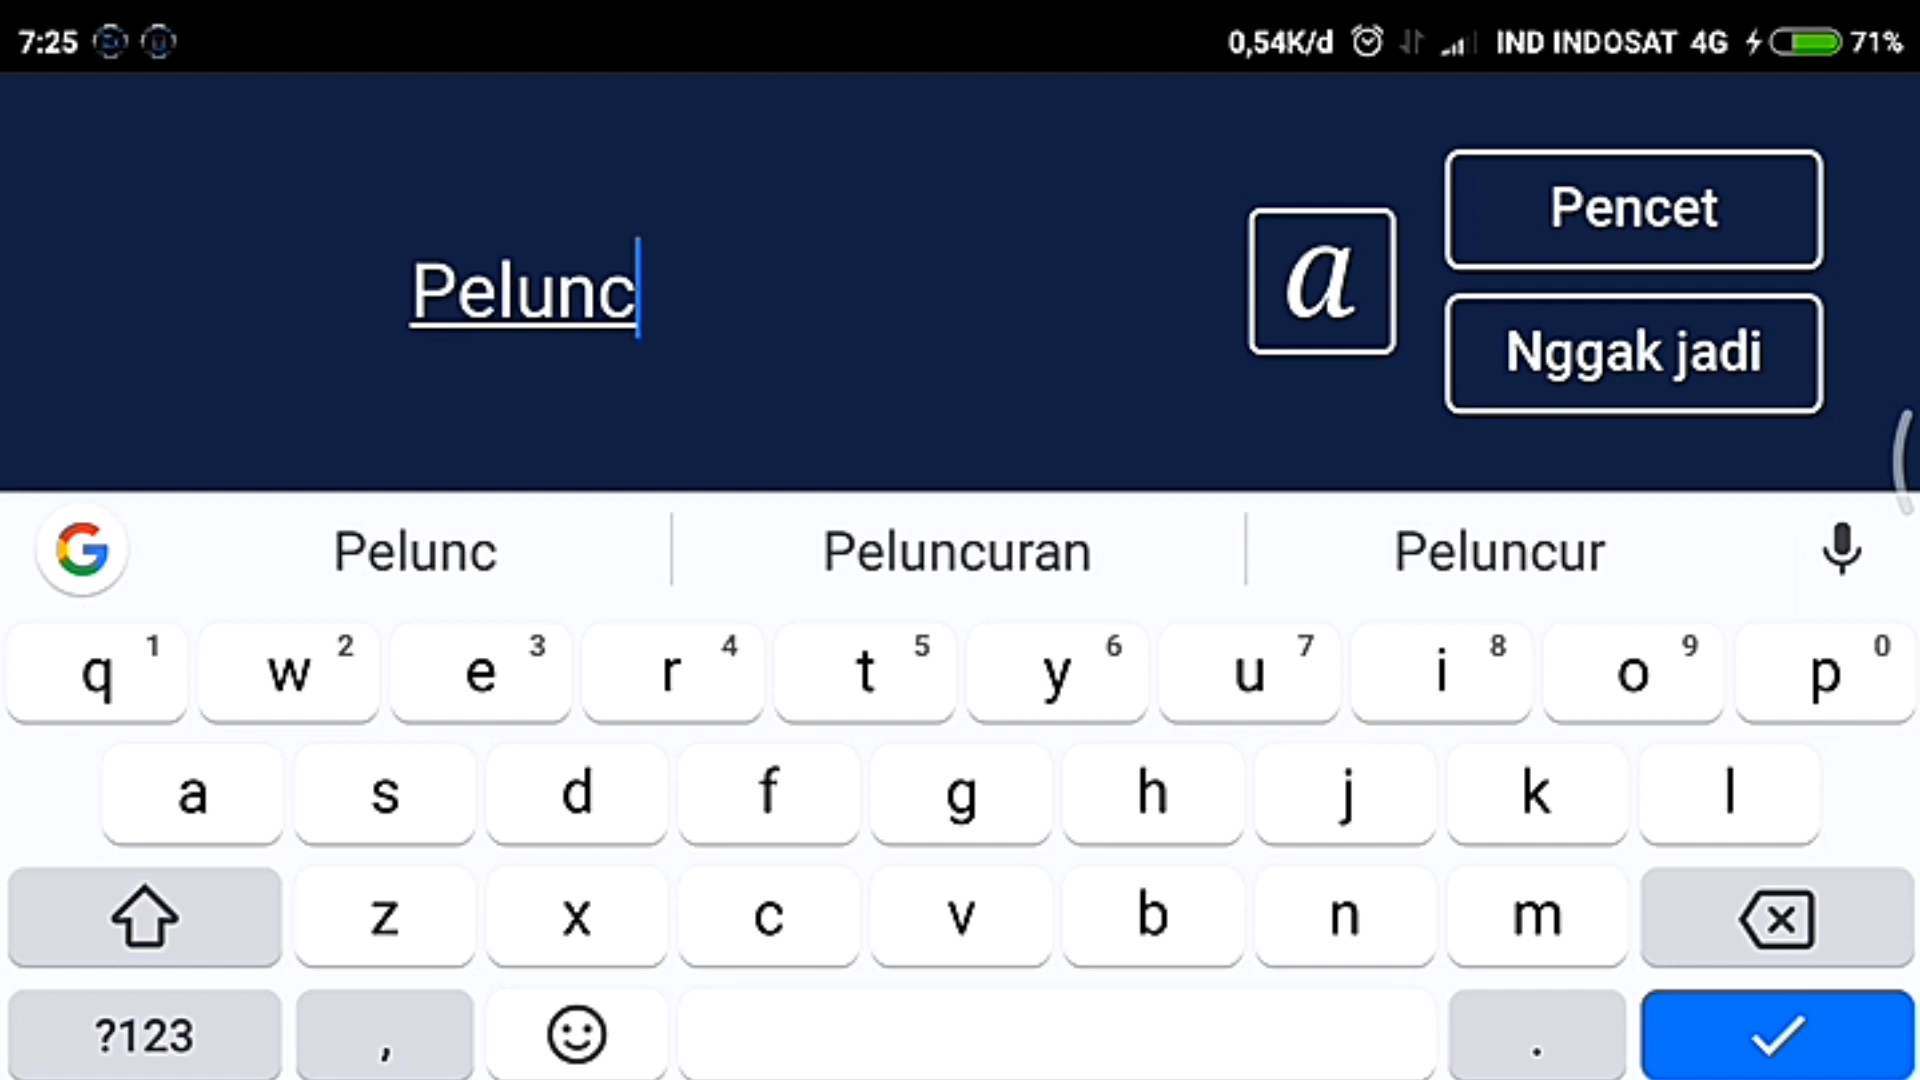 7:25 0,54K/d IND INDOSAT 4G 71%
Pencet
Pelunc
a
Nggak jadi
Pelunc Peluncuran Peluncur
q 1 w 2 e 3 r 4 t 5 y 6 u 7 i 8 o 9 p 0
a s d f g h j k l
z x c v b n m
?123 , .